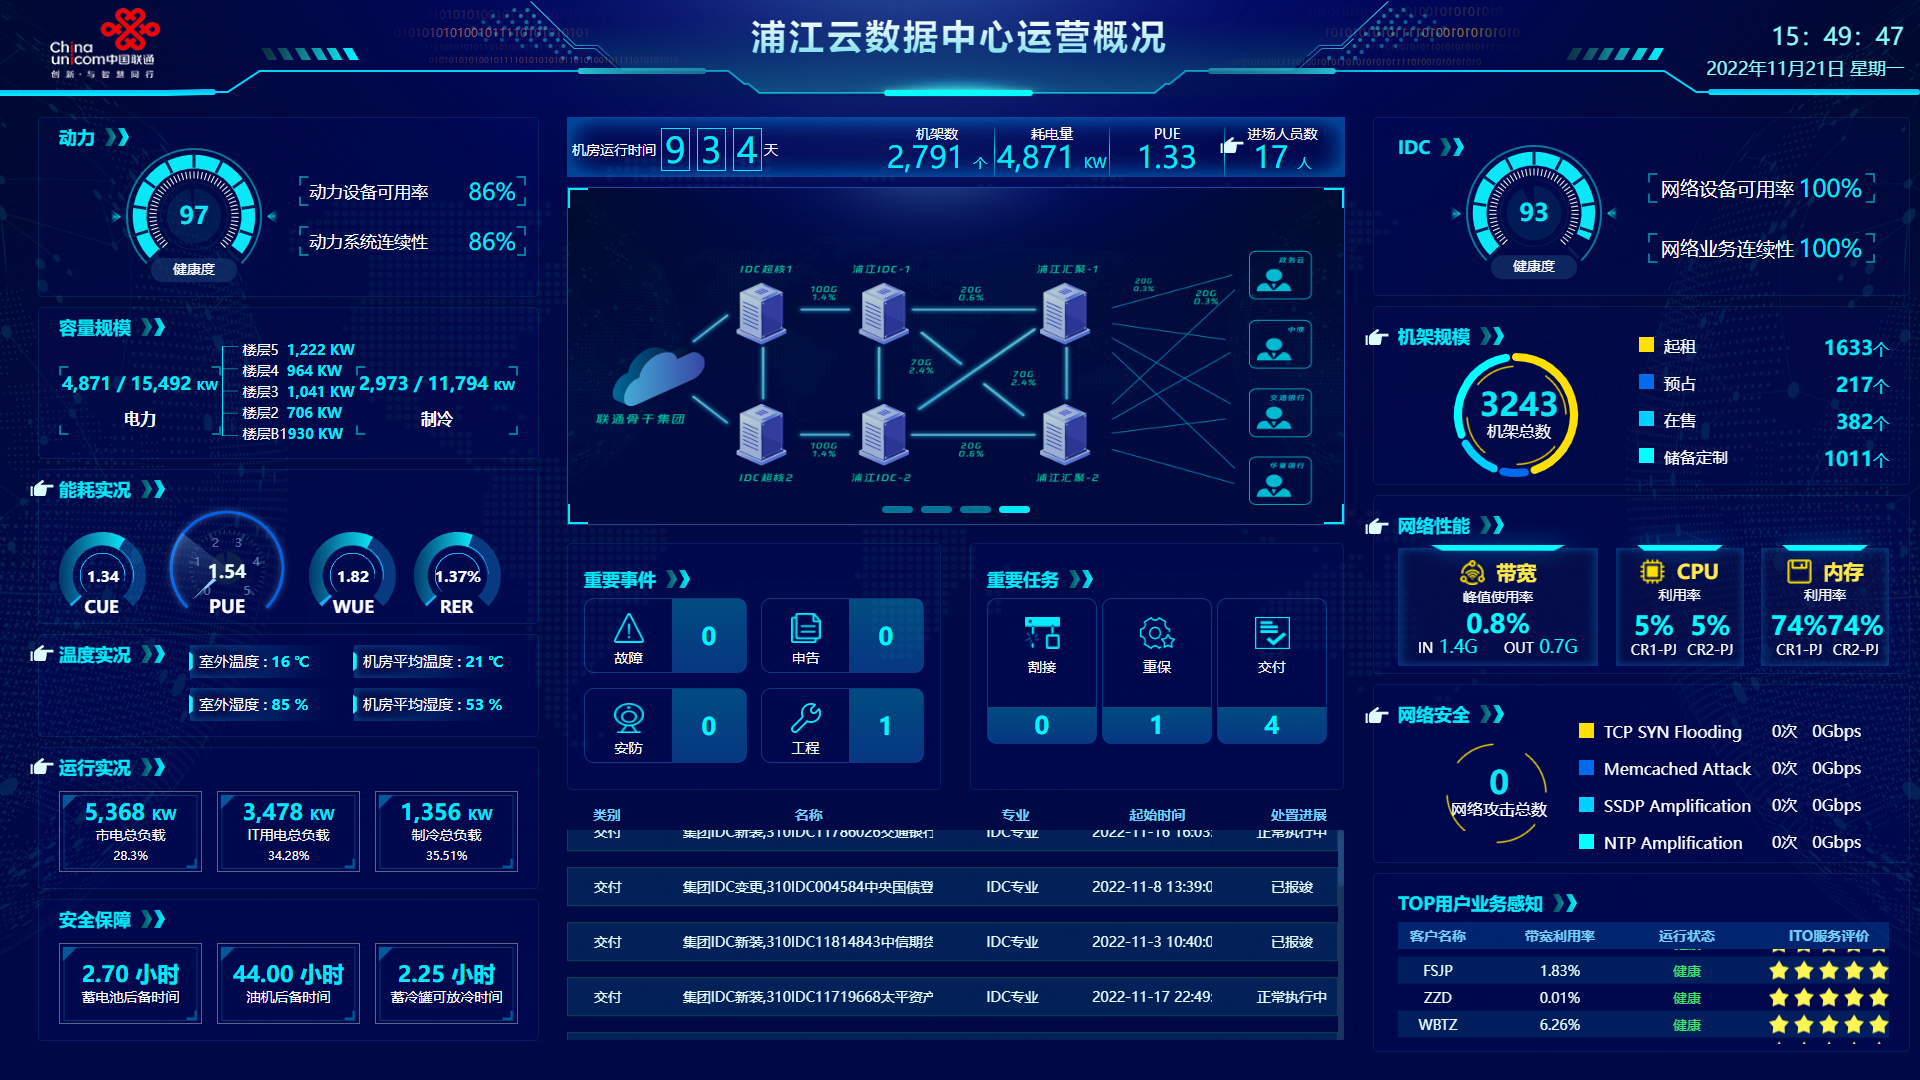 China
unicom中国联通
创新·与智慧同行
浦江云数据中心运营概况
15：49：47
2022年11月21日 星期一
动力
97
健康度
动力设备可用率 86%
动力系统连续性 86%
容量规模
4,871 / 15,492 KW
电力
楼层5 1,222 KW
楼层4 964 KW
楼层3 1,041 KW
楼层2 706 KW
楼层B1 930 KW
2,973 / 11,794 KW
制冷
能耗实况
1.34
CUE
1
2
3
4
5
0
1.54
PUE
1.82
WUE
1.37%
RER
温度实况
室外温度 : 16 ℃
机房平均温度 : 21 ℃
室外湿度 : 85 %
机房平均湿度 : 53 %
运行实况
5,368 KW
市电总负载
28.3%
3,478 KW
IT用电总负载
34.28%
1,356 KW
制冷总负载
35.51%
安全保障
2.70 小时
蓄电池后备时间
44.00 小时
油机后备时间
2.25 小时
蓄冷罐可放冷时间
机房运行时间 9 3 4 天
机架数
2,791 个
耗电量
4,871 KW
PUE
1.33
进场人员数
17 人
IDC超核1
浦江IDC-1
浦江汇聚-1
100G
1.4%
20G
0.6%
20G
0.3%
20G
0.3%
70G
2.4%
70G
2.4%
联通骨干集团
100G
1.4%
20G
0.6%
IDC超核2
浦江IDC-2
浦江汇聚-2
政务云
交通银行
华夏银行
重要事件
故障 0
申告 0
安防 0
工程 1
重要任务
割接
0
重保
1
交付
4
类别 名称 专业 起始时间 处置进展
交付 集团IDC新装,310IDC11786026交通银行 IDC专业 2022-11-16 16:03: 正常执行中
交付 集团IDC变更,310IDC004584中央国债登 IDC专业 2022-11-8 13:39:0 已报竣
交付 集团IDC新装,310IDC11814843中信期货 IDC专业 2022-11-3 10:40:0 已报竣
交付 集团IDC新装,310IDC11719668太平资产 IDC专业 2022-11-17 22:49: 正常执行中
IDC
93
健康度
网络设备可用率 100%
网络业务连续性 100%
机架规模
3243
机架总数
起租 1633个
预占 217个
在售 382个
储备定制 1011个
网络性能
带宽
峰值使用率
0.8%
IN 1.4G OUT 0.7G
CPU
利用率
5% 5%
CR1-PJ CR2-PJ
内存
利用率
74% 74%
CR1-PJ CR2-PJ
网络安全
0
网络攻击总数
TCP SYN Flooding 0次 0Gbps
Memcached Attack 0次 0Gbps
SSDP Amplification 0次 0Gbps
NTP Amplification 0次 0Gbps
TOP用户业务感知
客户名称 带宽利用率 运行状态 ITO服务评价
FSJP 1.83% 健康
ZZD 0.01% 健康
WBTZ 6.26% 健康